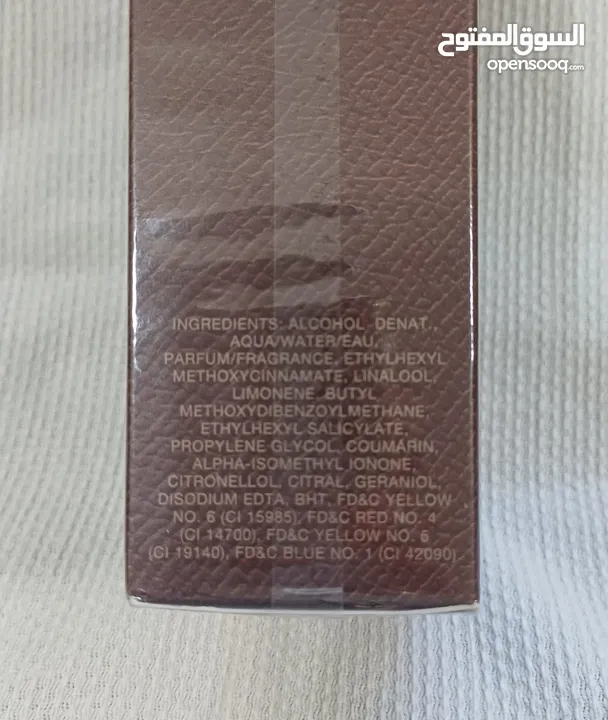 السوق المفتوح
opensooq.com
INGREDIENTS: ALCOHOL DENAT.,
AQUA/WATER/EAU,
PARFUM/FRAGRANCE, ETHYLHEXYL
METHOXYCINNAMATE, LINALOOL,
LIMONENE, BUTYL
METHOXYDIBENZOYLMETHANE,
ETHYLHEXYL SALICYLATE,
PROPYLENE GLYCOL, COUMARIN,
ALPHA-ISOMETHYL IONONE,
CITRONELLOL, CITRAL, GERANIOL,
DISODIUM EDTA, BHT, FD&C YELLOW
NO. 6 (CI 15985), FD&C RED NO. 4
(CI 14700), FD&C YELLOW NO. 5
(CI 19140), FD&C BLUE NO. 1 (CI 42090)